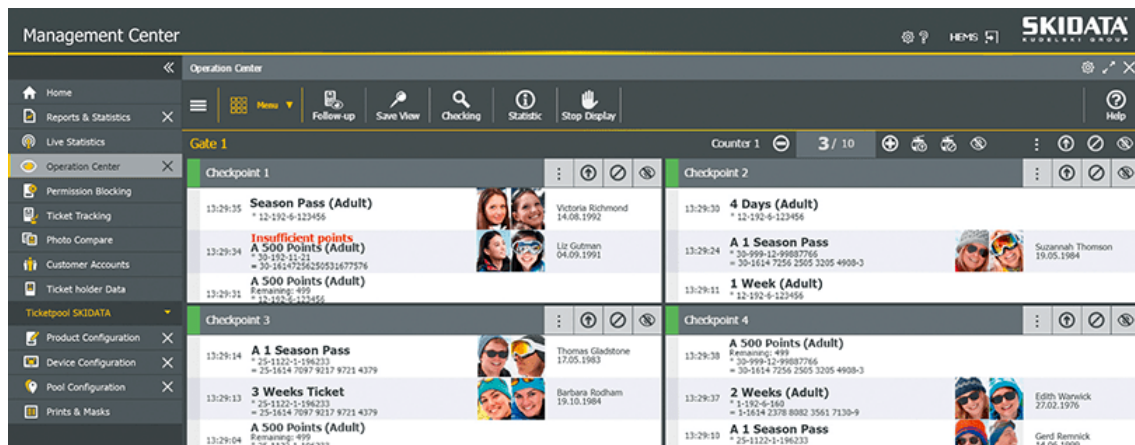 Management Center
HEMS
SKIDATA
KUDELSKI GROUP
Operation Center
Home
Reports & Statistics
Live Statistics
Operation Center
Permission Blocking
Ticket Tracking
Photo Compare
Customer Accounts
Ticket holder Data
Ticketpool SKIDATA
Product Configuration
Device Configuration
Pool Configuration
Prints & Masks
Menu
Follow-up
Save View
Checking
Statistic
Stop Display
Help
Gate 1
Counter 1
3 / 10
Checkpoint 1
13:29:35
Season Pass (Adult)
* 12-192-6-123456
Victoria Richmond
14.08.1992
13:29:34
Insufficient points
A 500 Points (Adult)
* 30-192-11-21
= 30-16147256250531677576
Liz Gutman
04.09.1991
13:29:31
A 500 Points (Adult)
Remaining: 499
* 12-192-6-123456
Checkpoint 2
13:29:30
4 Days (Adult)
* 12-192-6-123456
13:29:24
A 1 Season Pass
* 30-999-12-99887766
= 30-1614 7256 2505 3205 4908-3
Suzannah Thomson
19.05.1984
13:29:11
1 Week (Adult)
* 12-192-6-123456
Checkpoint 3
13:29:14
A 1 Season Pass
* 25-1122-1-196233
= 25-1614 7097 9217 9721 4379
Thomas Gladstone
17.05.1983
13:29:13
3 Weeks Ticket
* 25-1122-1-196233
= 25-1614 7097 9217 9721 4379
Barbara Rodham
19.10.1984
13:29:04
A 500 Points (Adult)
Remaining: 499
Checkpoint 4
13:29:38
A 500 Points (Adult)
Remaining: 499
* 30-999-12-99887766
= 30-1614 7256 2505 3205 4908-3
13:29:37
2 Weeks (Adult)
* 1-192-6-160
= 1-1614 2378 8082 3561 7130-9
Edith Warwick
27.02.1976
13:29:10
A 1 Season Pass
* 25-1122-1-196233
Gerd Remnick